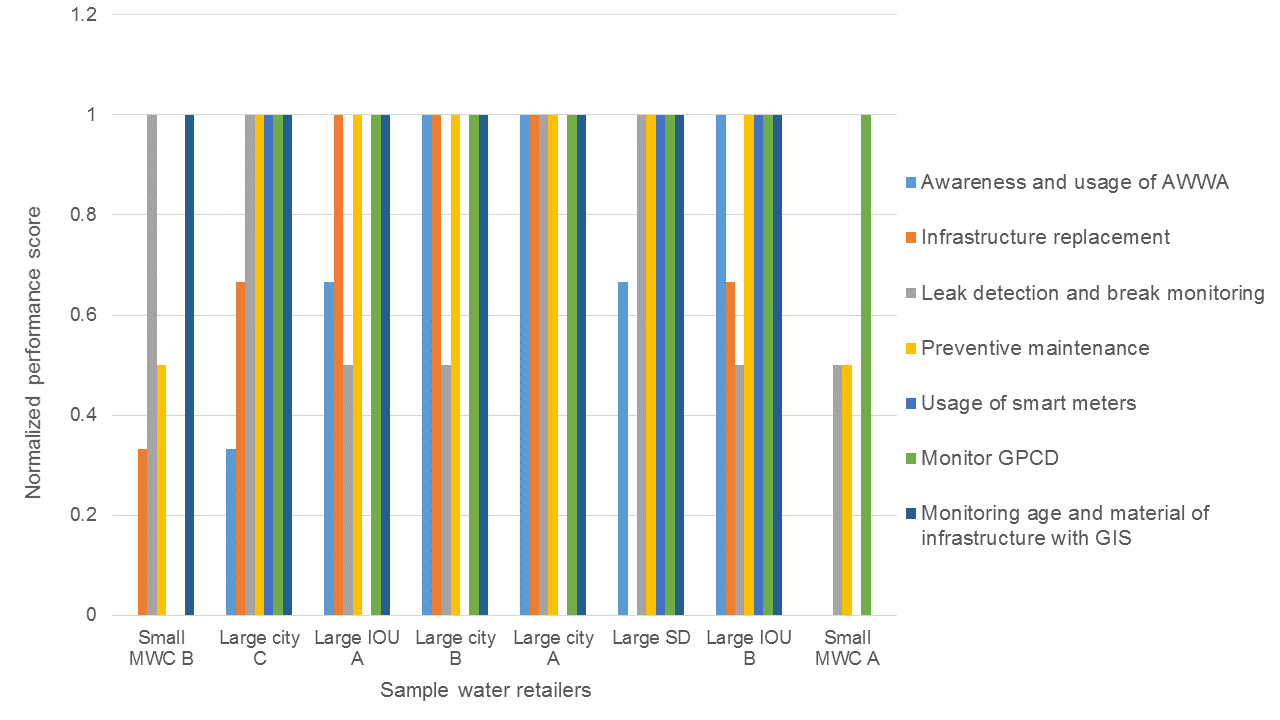 1.2
1
0.8
0.6
0.4
0.2
0
Normalized performance score
Small
MWC B
Large city
C
Large IOU
A
Large city
B
Large city
A
Large SD
Large IOU
B
Small
MWC A
Sample water retailers
Awareness and usage of AWWA
Infrastructure replacement
Leak detection and break monitoring
Preventive maintenance
Usage of smart meters
Monitor GPCD
Monitoring age and material of
infrastructure with GIS